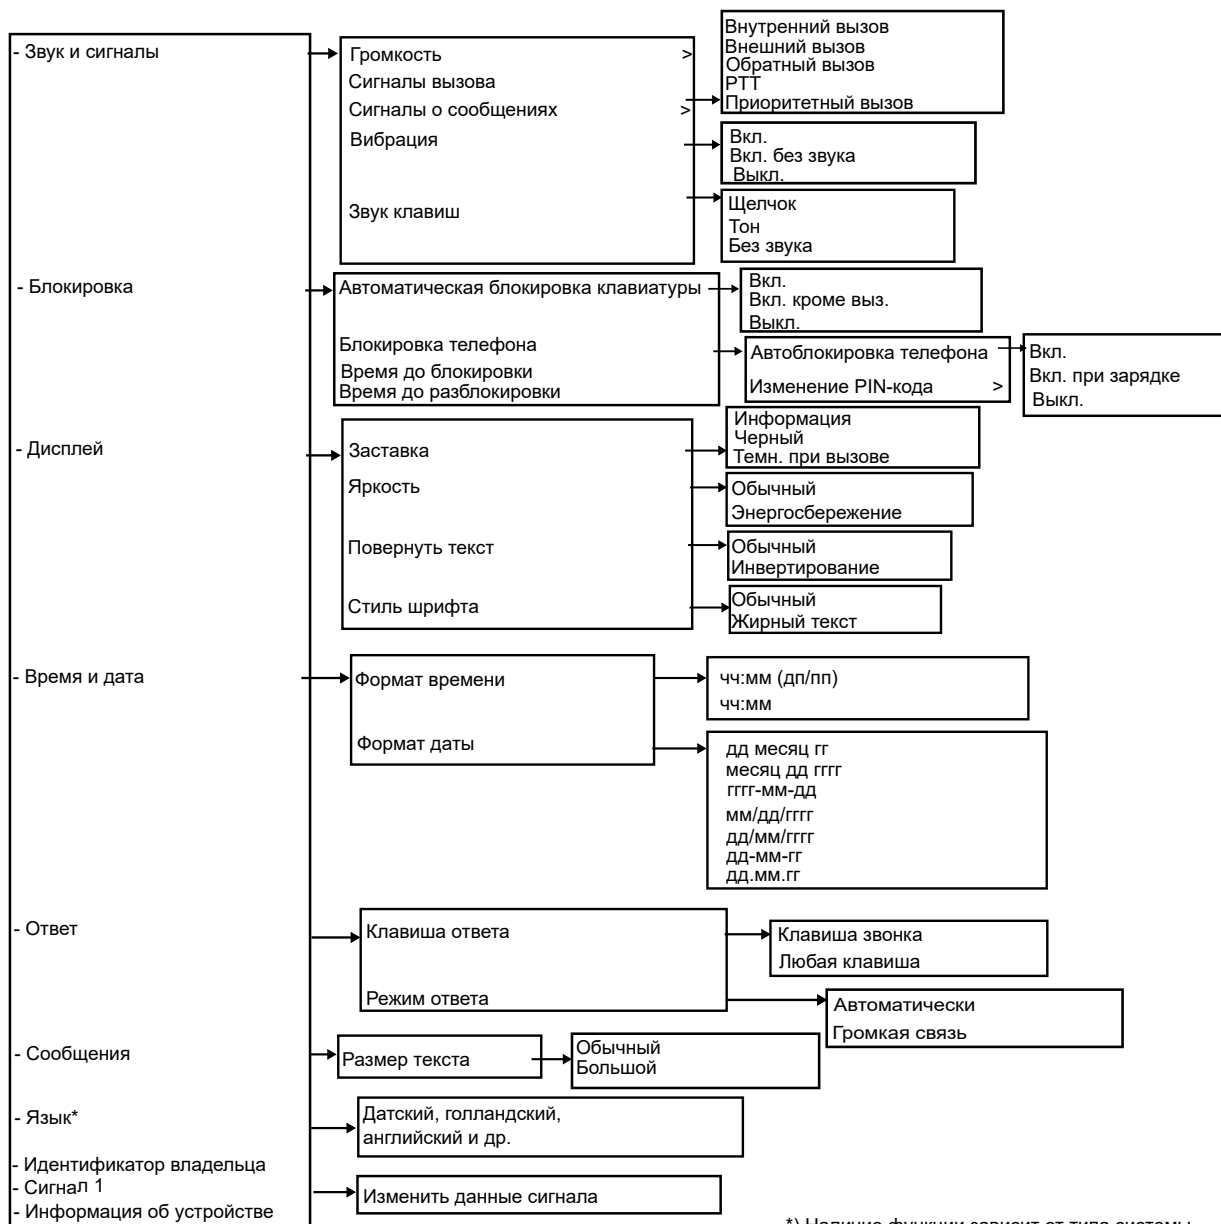 - Звук и сигналы
Громкость >
Сигналы вызова
Сигналы о сообщениях >
Вибрация
Звук клавиш
Внутренний вызов
Внешний вызов
Обратный вызов
РТТ
Приоритетный вызов
Вкл.
Вкл. без звука
Выкл.
Щелчок
Тон
Без звука
- Блокировка
Автоматическая блокировка клавиатуры
Блокировка телефона
Время до блокировки
Время до разблокировки
Вкл.
Вкл. кроме выз.
Выкл.
Автоблокировка телефона
Изменение PIN-кода >
Вкл.
Вкл. при зарядке
Выкл.
- Дисплей
Заставка
Яркость
Повернуть текст
Стиль шрифта
Информация
Черный
Темн. при вызове
Обычный
Энергосбережение
Обычный
Инвертирование
Обычный
Жирный текст
- Время и дата
Формат времени
Формат даты
чч:мм (дп/пп)
чч:мм
дд месяц гг
месяц дд гггг
гггг-мм-дд
мм/дд/гггг
дд/мм/гггг
дд-мм-гг
дд.мм.гг
- Ответ
Клавиша ответа
Режим ответа
Клавиша звонка
Любая клавиша
Автоматически
Громкая связь
- Сообщения
Размер текста
Обычный
Большой
- Язык*
Датский, голландский,
английский и др.
- Идентификатор владельца
- Сигнал 1
Изменить данные сигнала
- Информация об устройстве
*) Наличие функции зависит от типа системы